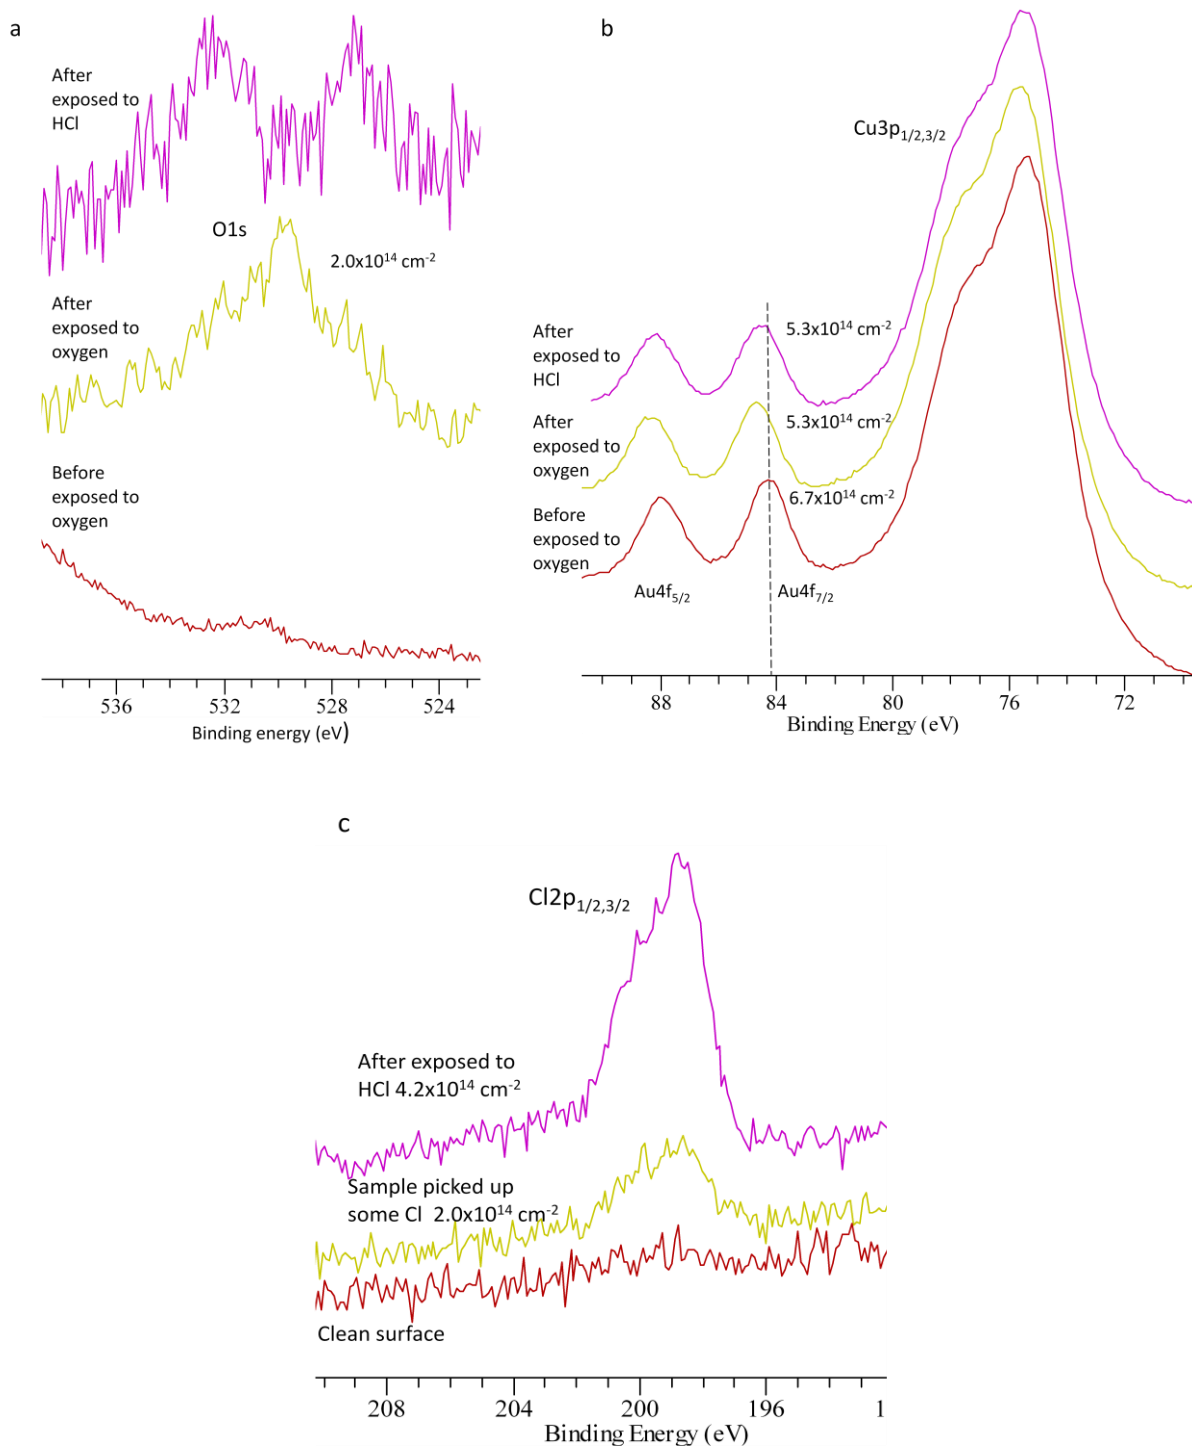 a
After
exposed to
HCl
O1s
2.0x10¹⁴ cm⁻²
After
exposed to
oxygen
Before
exposed to
oxygen
536
532
528
524
Binding energy (eV)
b
Cu3p₁/₂,₃/₂
After
exposed to
HCl
5.3x10¹⁴ cm⁻²
After
exposed to
oxygen
5.3x10¹⁴ cm⁻²
Before
exposed to
oxygen
6.7x10¹⁴ cm⁻²
Au4f₅/₂
Au4f₇/₂
88
84
80
76
72
Binding Energy (eV)
c
Cl2p₁/₂,₃/₂
After exposed to
HCl 4.2x10¹⁴ cm⁻²
Sample picked up
some Cl 2.0x10¹⁴ cm⁻²
Clean surface
208
204
200
196
1
Binding Energy (eV)